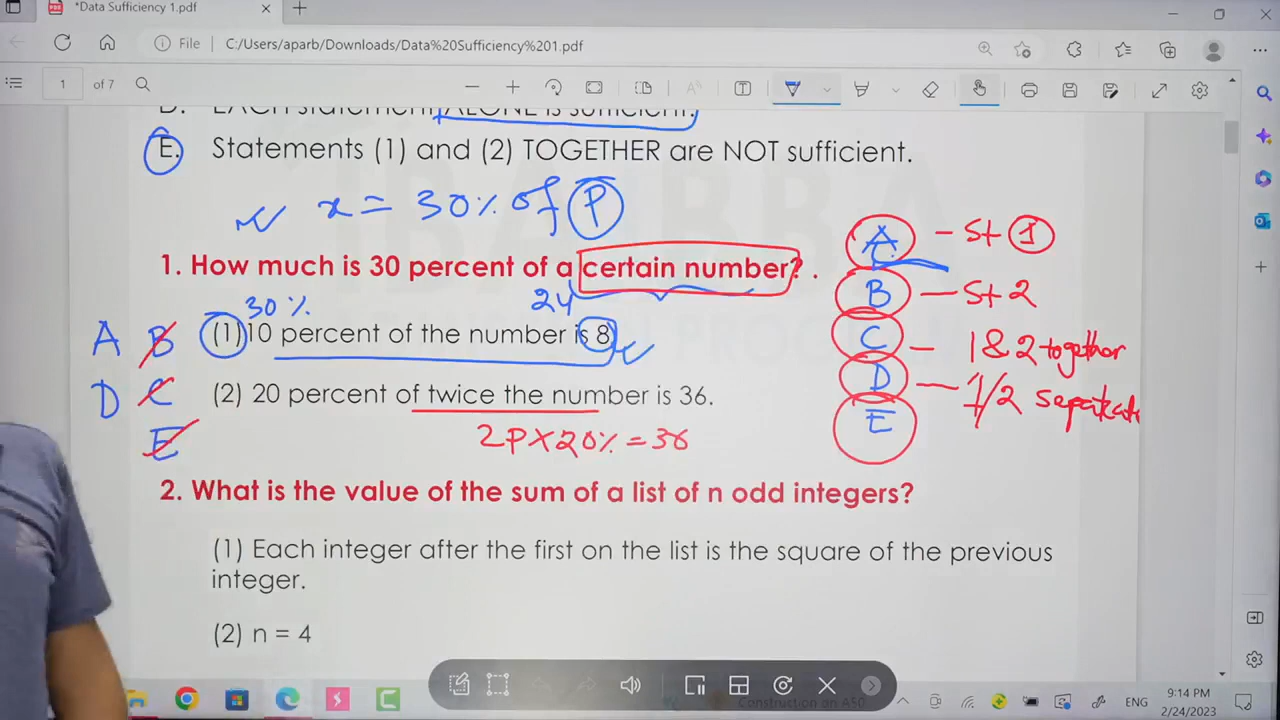 *Data Sufficiency 1.pdf
File C:/Users/aparb/Downloads/Data%20Sufficiency%201.pdf
1 of 7
D. EACH statement ALONE is sufficient.
E. Statements (1) and (2) TOGETHER are NOT sufficient.
x = 30% of P
1. How much is 30 percent of a certain number? .
30% 24
(1) 10 percent of the number is 8
(2) 20 percent of twice the number is 36.
2P×20% = 36
A B
D C
E
A - St 1
B - St 2
C - 1 & 2 together
D - 1/2
E
2. What is the value of the sum of a list of n odd integers?
(1) Each integer after the first on the list is the square of the previous
integer.
(2) n = 4
ENG
9:14 PM
2/24/2023